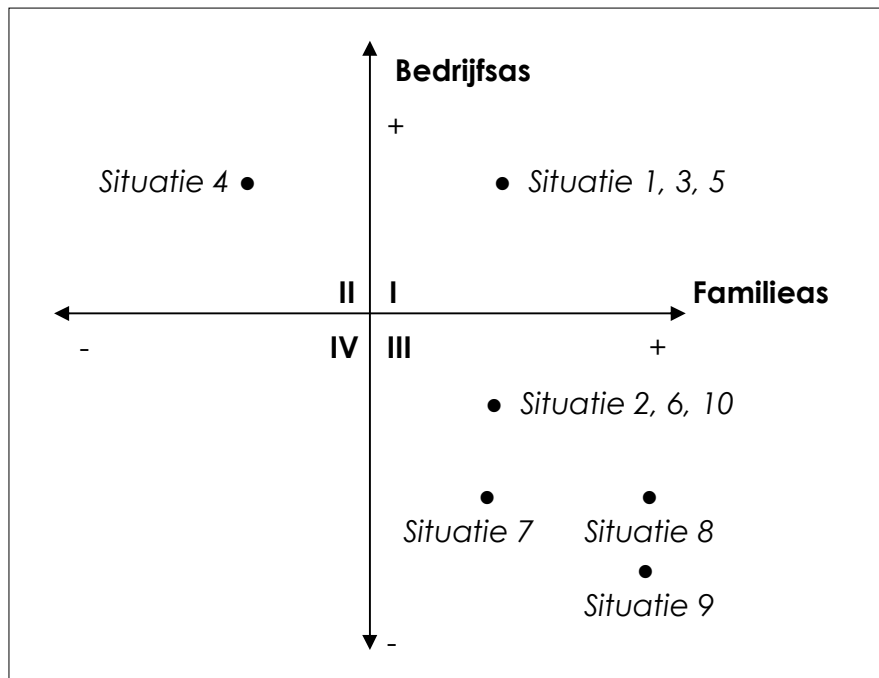 Bedrijfsas
+
Situatie 4
Situatie 1, 3, 5
II I
Familieas
- IV III +
Situatie 2, 6, 10
Situatie 7
Situatie 8
Situatie 9
-